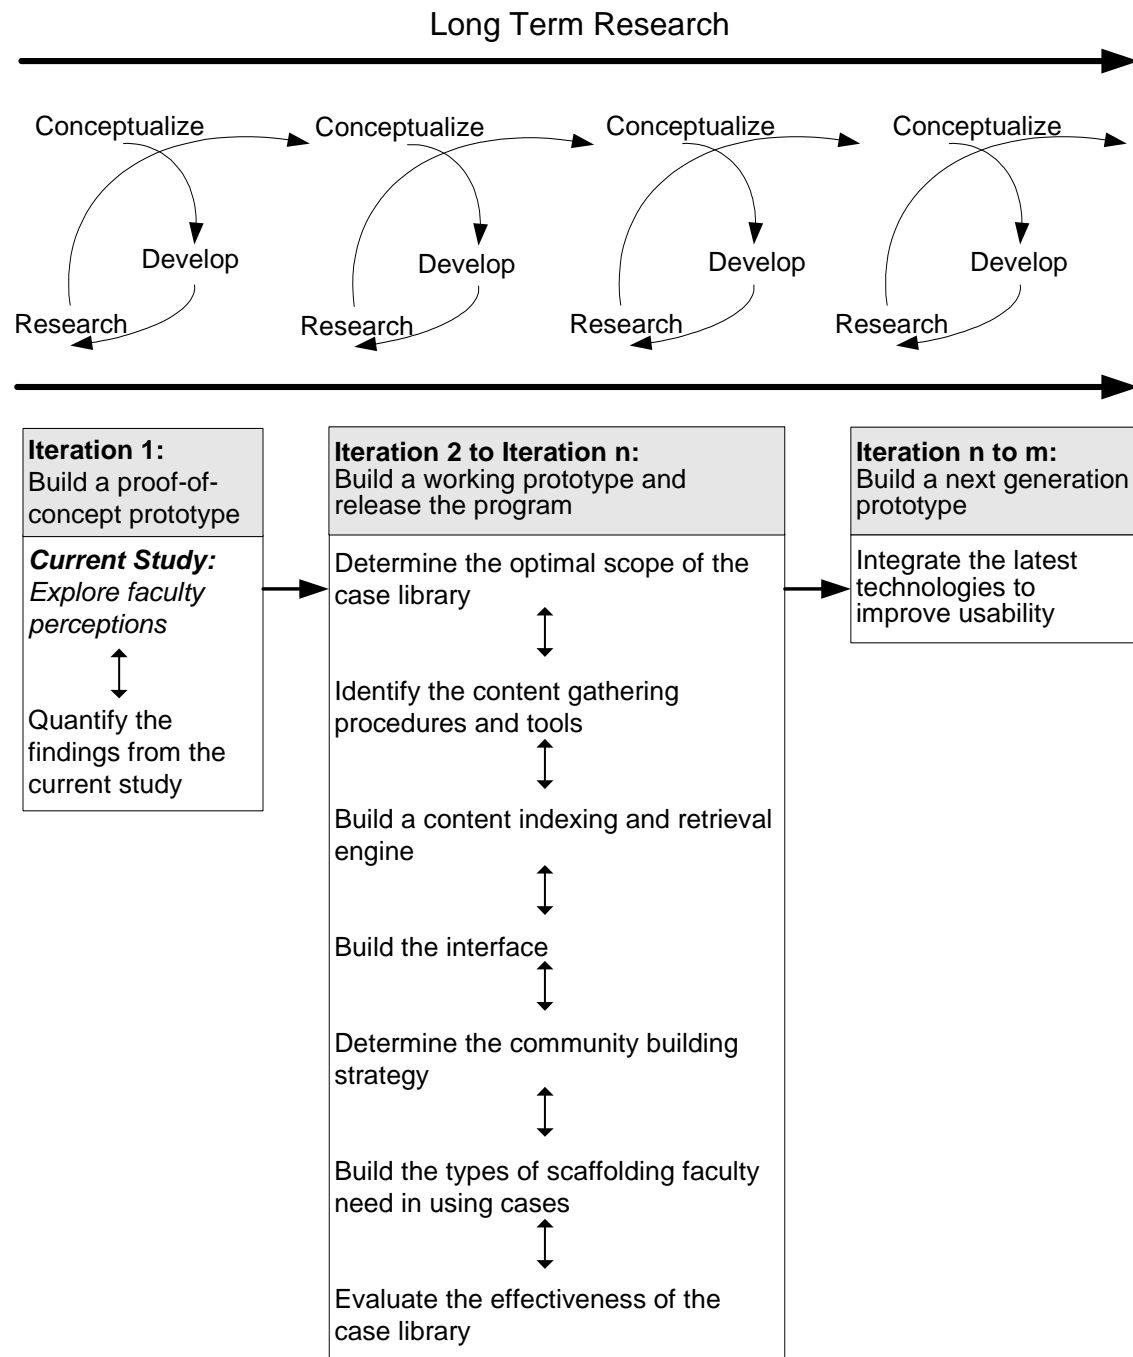 Long Term Research
Conceptualize
Conceptualize
Conceptualize
Conceptualize
Develop
Develop
Develop
Develop
Research
Research
Research
Research
Iteration 1:
Build a proof-of-
concept prototype
Current Study:
Explore faculty
perceptions
Quantify the
findings from the
current study
Iteration 2 to Iteration n:
Build a working prototype and
release the program
Determine the optimal scope of the
case library
Identify the content gathering
procedures and tools
Build a content indexing and retrieval
engine
Build the interface
Determine the community building
strategy
Build the types of scaffolding faculty
need in using cases
Evaluate the effectiveness of the
case library
Iteration n to m:
Build a next generation
prototype
Integrate the latest
technologies to
improve usability